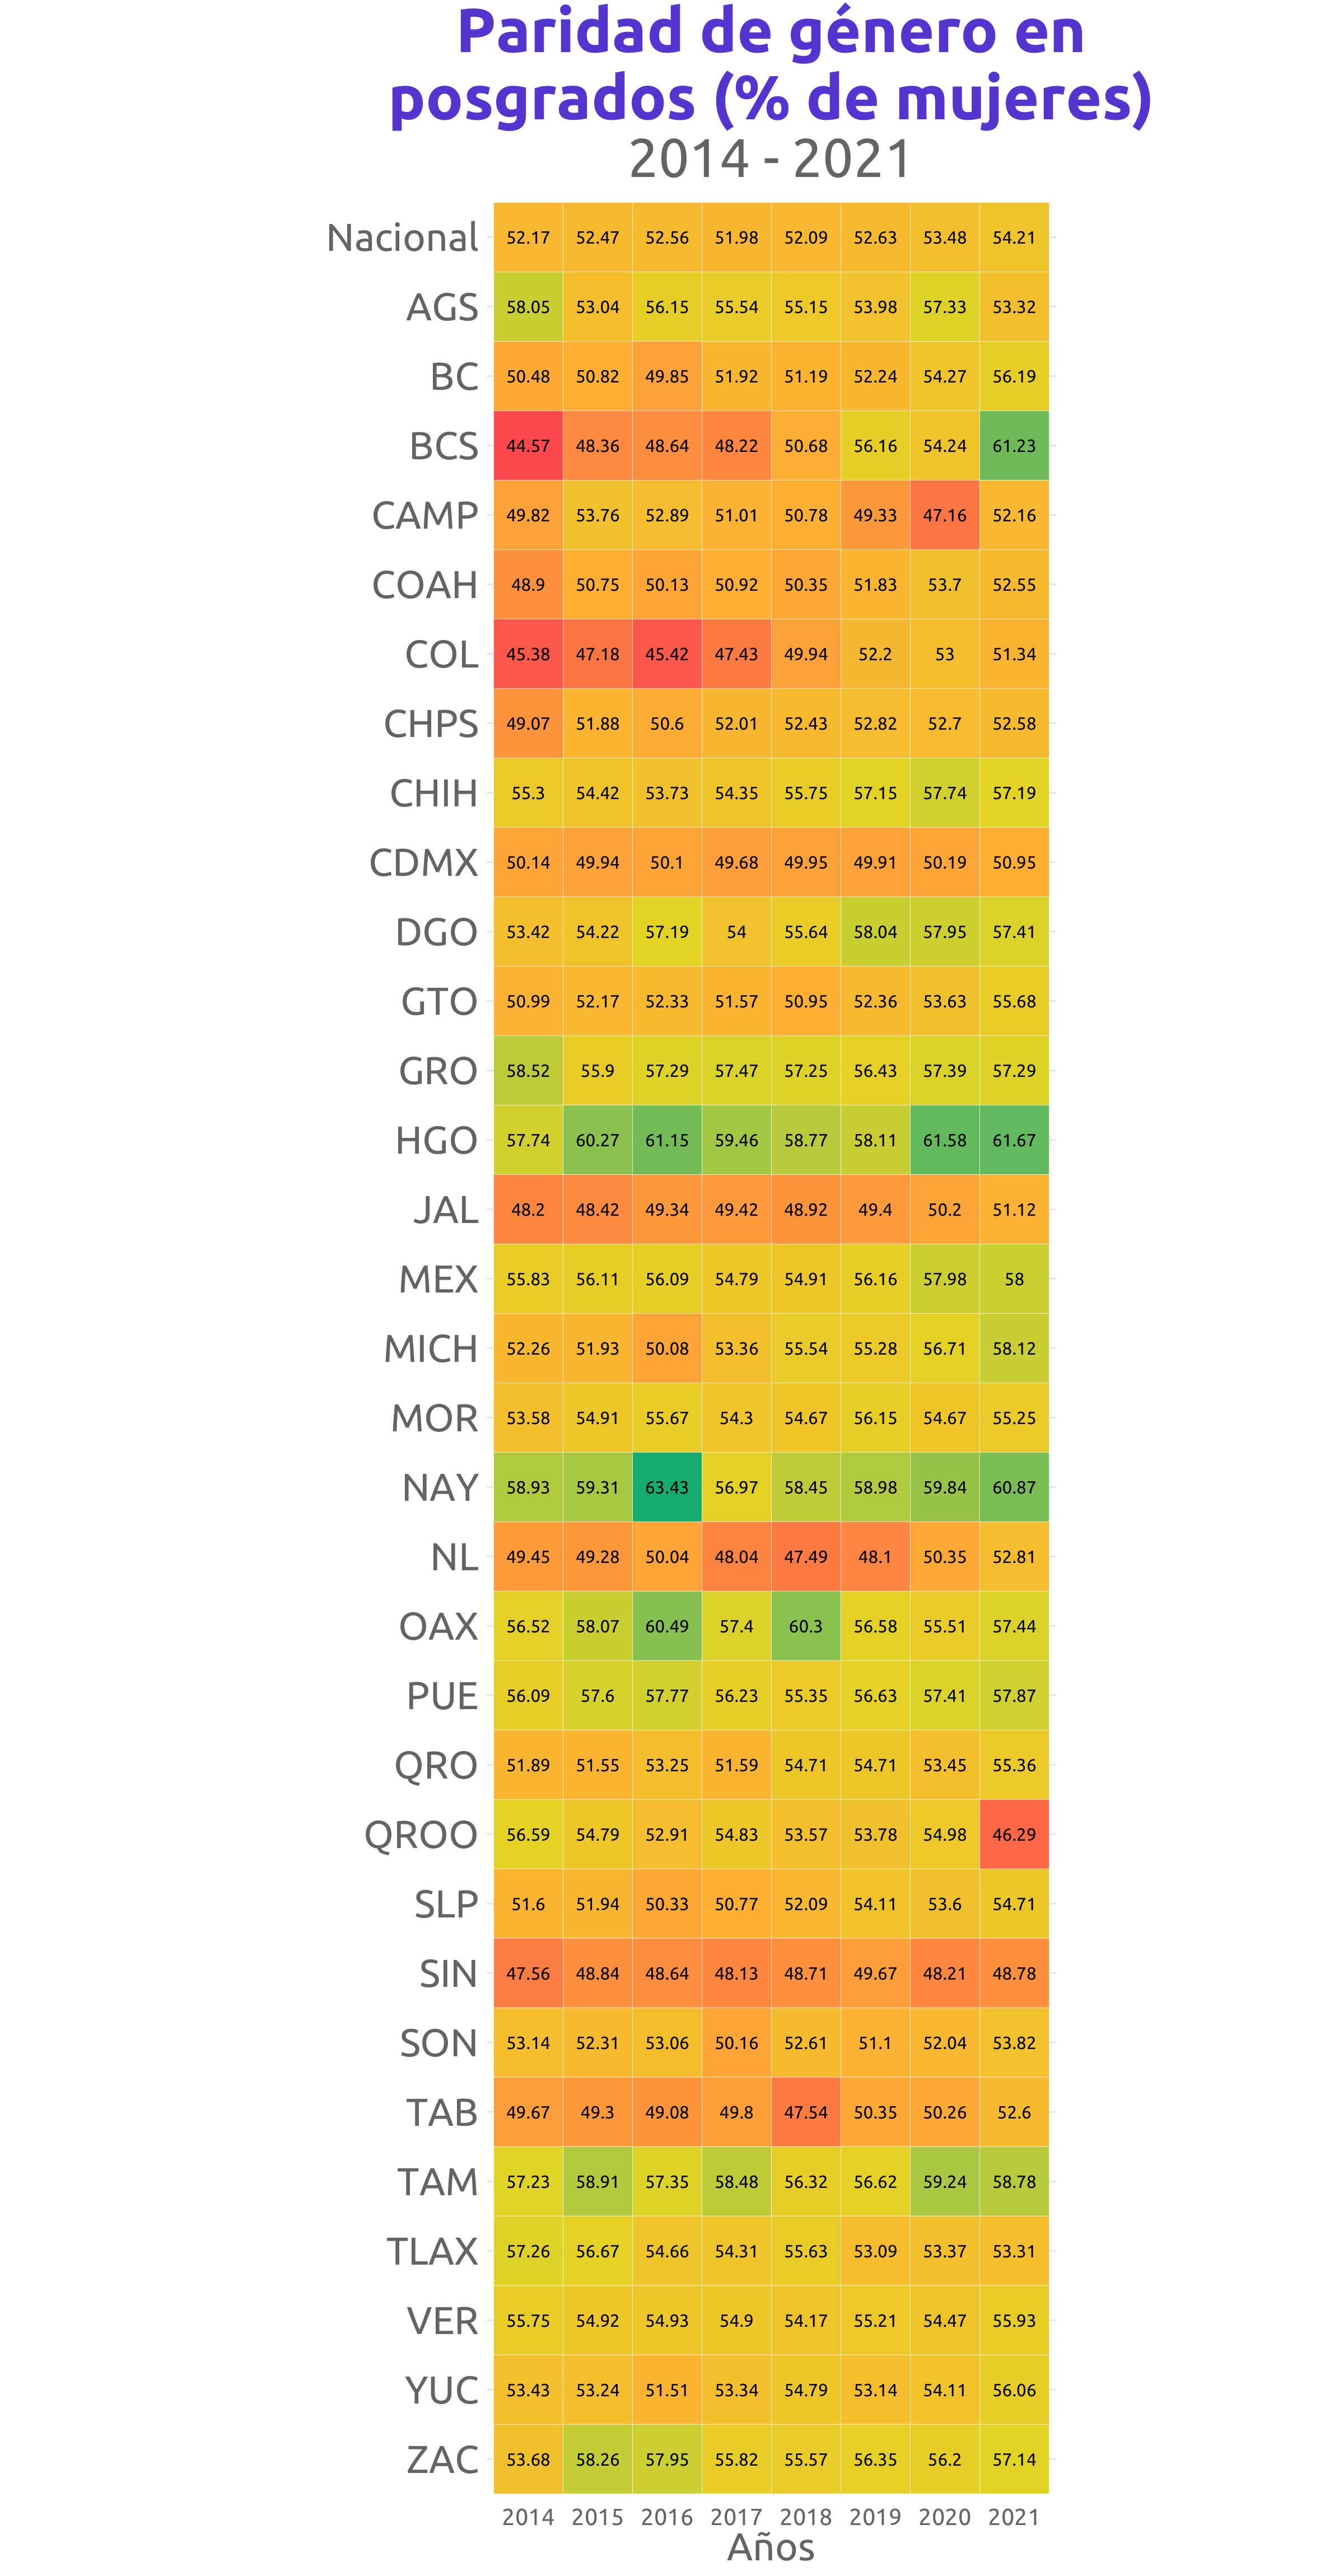 Paridad de género en
posgrados (% de mujeres)
2014 - 2021
Nacional 52.17 52.47 52.56 51.98 52.09 52.63 53.48 54.21
AGS 58.05 53.04 56.15 55.54 55.15 53.98 57.33 53.32
BC 50.48 50.82 49.85 51.92 51.19 52.24 54.27 56.19
BCS 44.57 48.36 48.64 48.22 50.68 56.16 54.24 61.23
CAMP 49.82 53.76 52.89 51.01 50.78 49.33 47.16 52.16
COAH 48.9 50.75 50.13 50.92 50.35 51.83 53.7 52.55
COL 45.38 47.18 45.42 47.43 49.94 52.2 53 51.34
CHPS 49.07 51.88 50.6 52.01 52.43 52.82 52.7 52.58
CHIH 55.3 54.42 53.73 54.35 55.75 57.15 57.74 57.19
CDMX 50.14 49.94 50.1 49.68 49.95 49.91 50.19 50.95
DGO 53.42 54.22 57.19 54 55.64 58.04 57.95 57.41
GTO 50.99 52.17 52.33 51.57 50.95 52.36 53.63 55.68
GRO 58.52 55.9 57.29 57.47 57.25 56.43 57.39 57.29
HGO 57.74 60.27 61.15 59.46 58.77 58.11 61.58 61.67
JAL 48.2 48.42 49.34 49.42 48.92 49.4 50.2 51.12
MEX 55.83 56.11 56.09 54.79 54.91 56.16 57.98 58
MICH 52.26 51.93 50.08 53.36 55.54 55.28 56.71 58.12
MOR 53.58 54.91 55.67 54.3 54.67 56.15 54.67 55.25
NAY 58.93 59.31 63.43 56.97 58.45 58.98 59.84 60.87
NL 49.45 49.28 50.04 48.04 47.49 48.1 50.35 52.81
OAX 56.52 58.07 60.49 57.4 60.3 56.58 55.51 57.44
PUE 56.09 57.6 57.77 56.23 55.35 56.63 57.41 57.87
QRO 51.89 51.55 53.25 51.59 54.71 54.71 53.45 55.36
QROO 56.59 54.79 52.91 54.83 53.57 53.78 54.98 46.29
SLP 51.6 51.94 50.33 50.77 52.09 54.11 53.6 54.71
SIN 47.56 48.84 48.64 48.13 48.71 49.67 48.21 48.78
SON 53.14 52.31 53.06 50.16 52.61 51.1 52.04 53.82
TAB 49.67 49.3 49.08 49.8 47.54 50.35 50.26 52.6
TAM 57.23 58.91 57.35 58.48 56.32 56.62 59.24 58.78
TLAX 57.26 56.67 54.66 54.31 55.63 53.09 53.37 53.31
VER 55.75 54.92 54.93 54.9 54.17 55.21 54.47 55.93
YUC 53.43 53.24 51.51 53.34 54.79 53.14 54.11 56.06
ZAC 53.68 58.26 57.95 55.82 55.57 56.35 56.2 57.14
2014 2015 2016 2017 2018 2019 2020 2021
Años